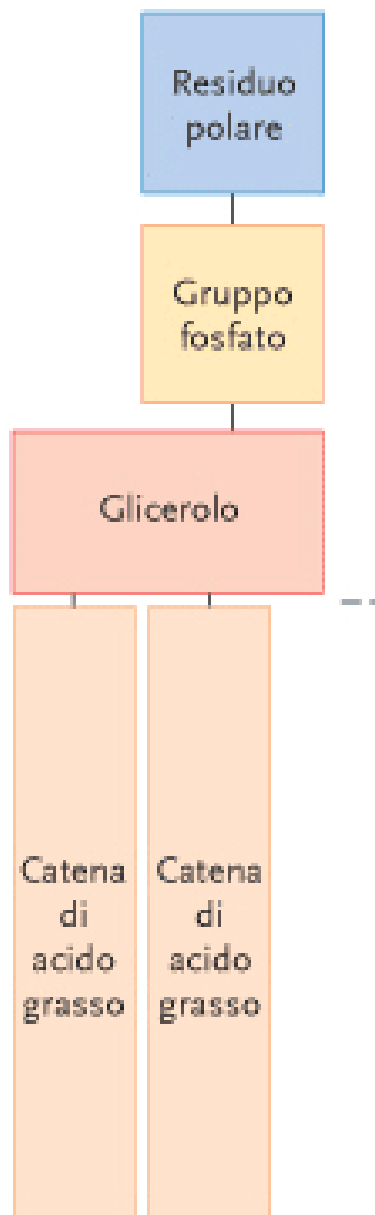 Residuo
polare
Gruppo
fosfato
Glicerolo
Catena
di
acido
grasso
Catena
di
acido
grasso